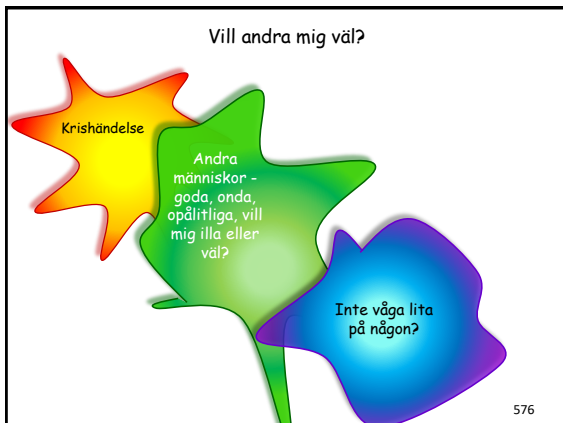 Vill andra mig väl?
Krishändelse
Andra
människor -
goda, onda,
opålitliga, vill
mig illa eller
väl?
Inte våga lita
på någon?
576